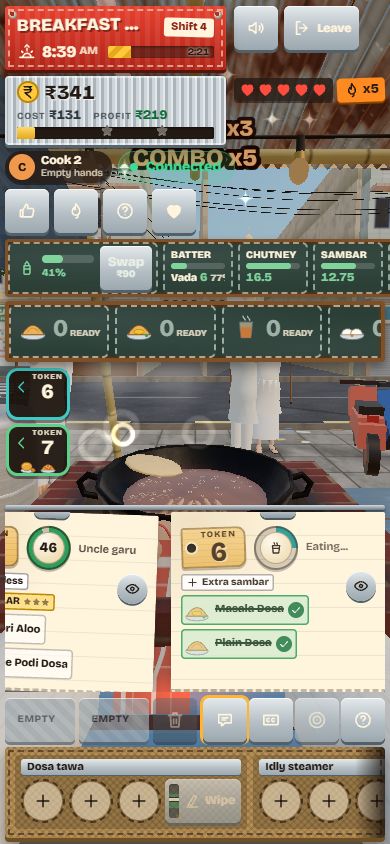 BREAKFAST ...
Shift 4
Leave
8:39 AM
2:21
₹ ₹341
COST ₹131 PROFIT ₹219
x5
x3
COMBO x5
C
Cook 2
Empty hands
Connected
41%
Swap
₹90
BATTER
Vada 6
CHUTNEY
16.5
SAMBAR
12.75
0 READY
0 READY
0 READY
TOKEN
6
TOKEN
7
46
Uncle garu
less
AR ★★★
ri Aloo
e Podi Dosa
TOKEN
6
Eating...
+ Extra sambar
Masala Dosa
Plain Dosa
EMPTY
EMPTY
CC
?
Dosa tawa
Wipe
Idly steamer